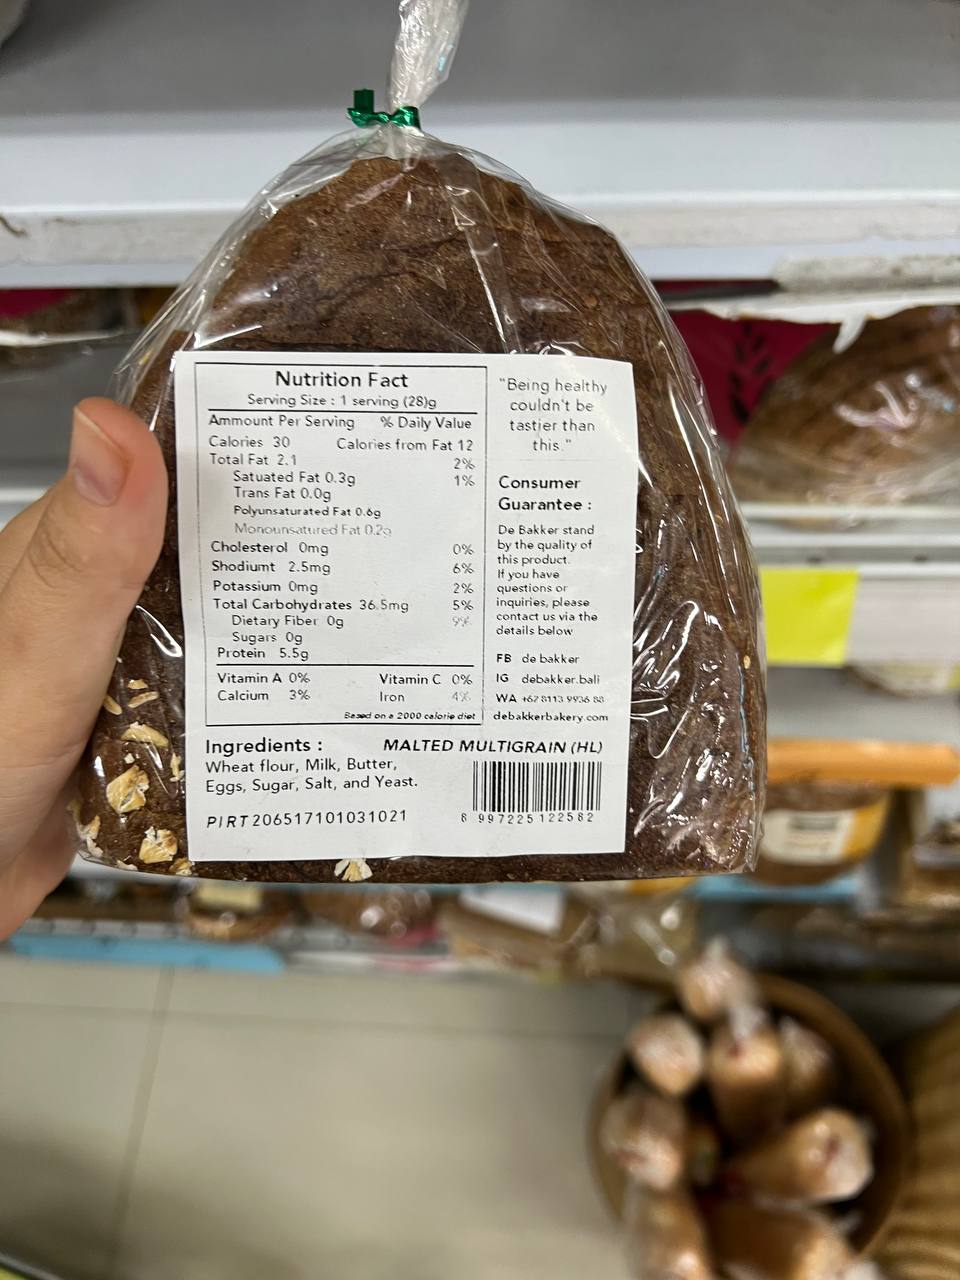 Nutrition Fact
Serving Size : 1 serving (28)g
Ammount Per Serving % Daily Value
Calories 30 Calories from Fat 12
Total Fat 2.1 2%
Satuated Fat 0.3g 1%
Trans Fat 0.0g
Polyunsaturated Fat 0.6g
Monounsatured Fat 0.2g
Cholesterol 0mg 0%
Shodiumt 2.5mg 6%
Potassium 0mg 2%
Total Carbohydrates 36.5mg 5%
Dietary Fiber 0g 9%
Sugars 0g
Protein 5.5g
Vitamin A 0% Vitamin C 0%
Calcium 3% Iron 4%
Based on a 2000 calorie diet
"Being healthy
couldn't be
tastier than
this."
Consumer
Guarantee :
De Bakker stand
by the quality of
this product.
If you have
questions or
inquiries, please
contact us via the
details below
FB de bakker
IG debakker.bali
WA +62 8113 9936 88
debakkerbakery.com
Ingredients : MALTED MULTIGRAIN (HL)
Wheat flour, Milk, Butter,
Eggs, Sugar, Salt, and Yeast.
PIRT 206517101031021
8 997225 122582